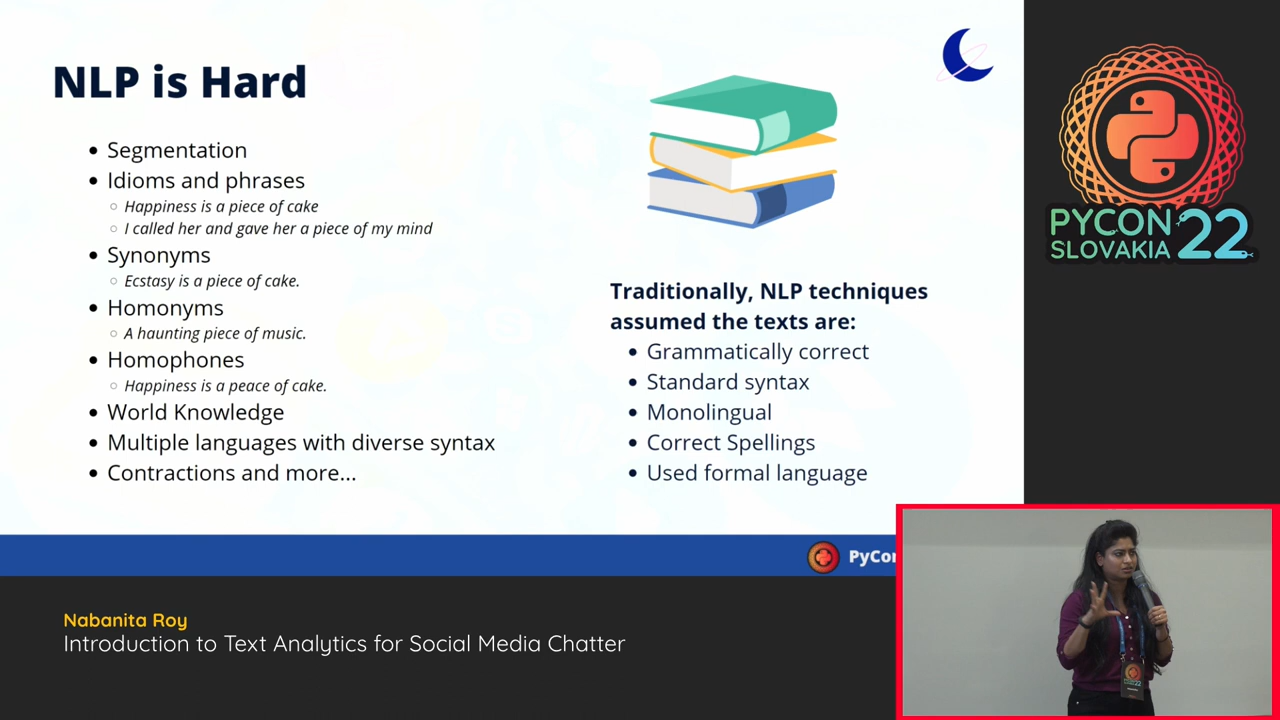 NLP is Hard
Segmentation
Idioms and phrases
Happiness is a piece of cake
I called her and gave her a piece of my mind
Synonyms
Ecstasy is a piece of cake.
Homonyms
A haunting piece of music.
Homophones
Happiness is a peace of cake.
World Knowledge
Multiple languages with diverse syntax
Contractions and more...
Traditionally, NLP techniques
assumed the texts are:
Grammatically correct
Standard syntax
Monolingual
Correct Spellings
Used formal language
PyCon
PYCON
SLOVAKIA
22
Nabanita Roy
Introduction to Text Analytics for Social Media Chatter
PYCON
22